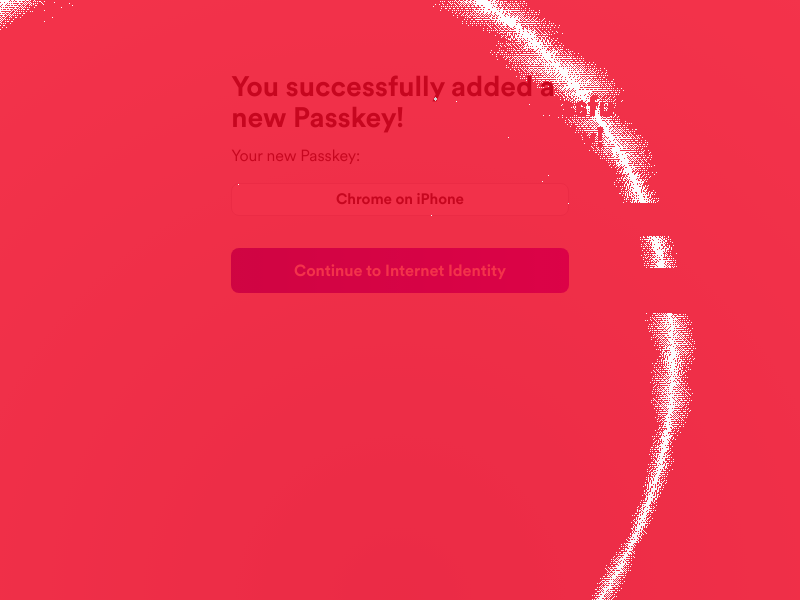 You successfully added a
new Passkey!
Your new Passkey:
Chrome on iPhone
Continue to Internet Identity